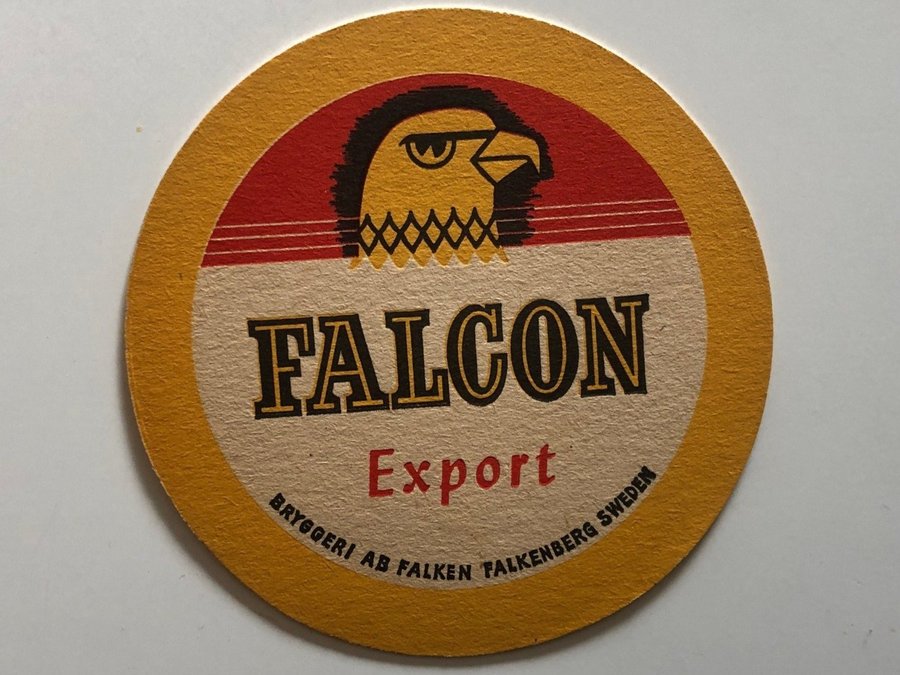 FALCON
Export
BRYGGERI AB FALKEN FALKENBERG SWEDEN